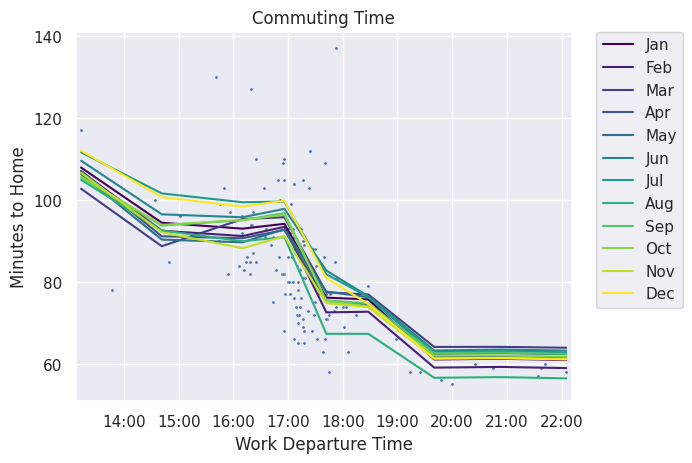 Commuting Time
Minutes to Home
140
120
100
80
60
14:00 15:00 16:00 17:00 18:00 19:00 20:00 21:00 22:00
Work Departure Time
Jan
Feb
Mar
Apr
May
Jun
Jul
Aug
Sep
Oct
Nov
Dec